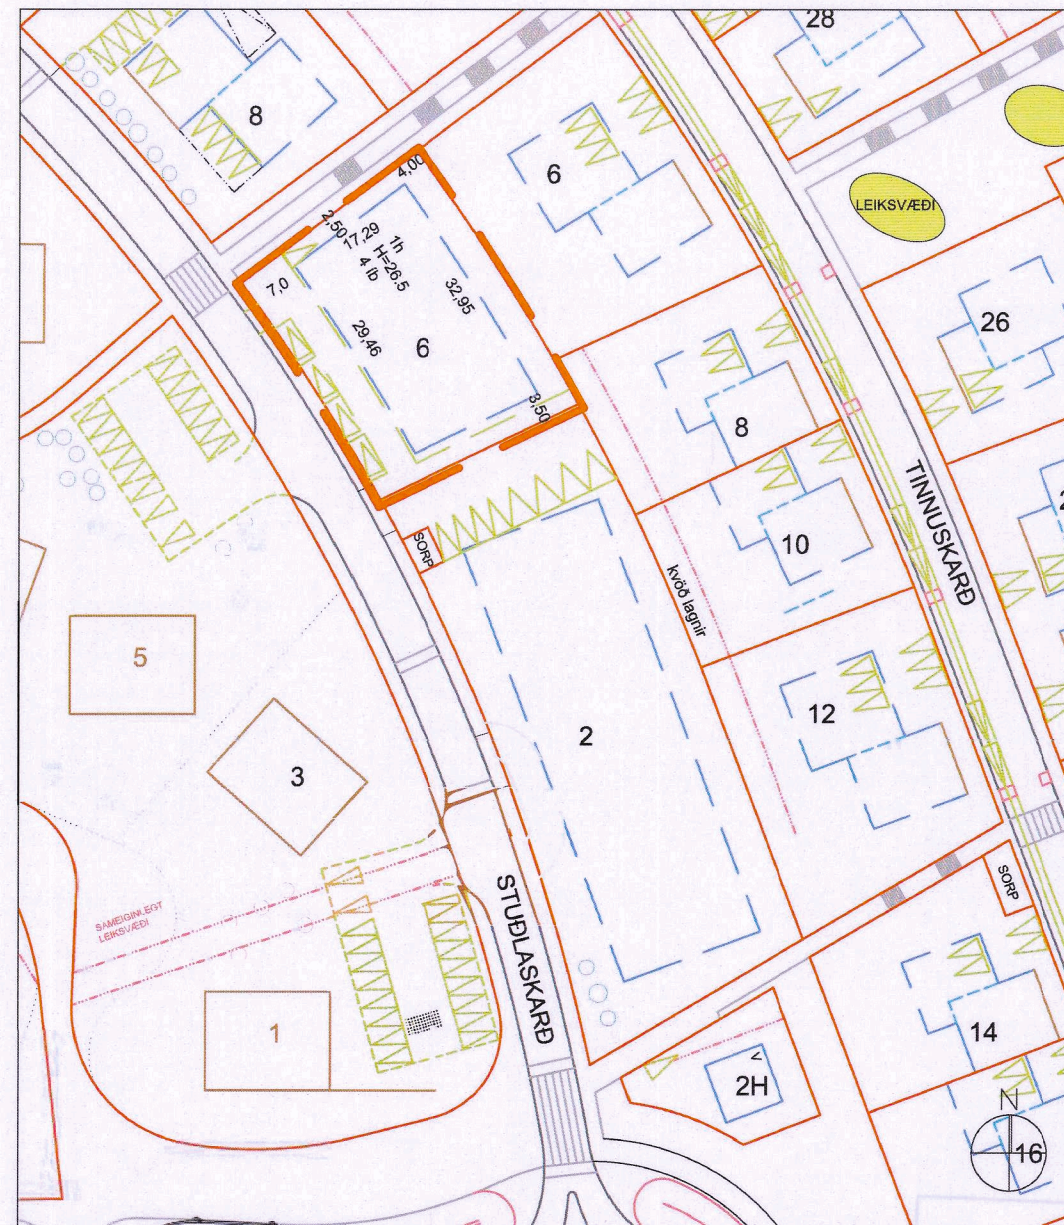 28
8
4,00
6
LEIKSVÆÐI
2,50
17,29
1h
H=26.5
4 íb
7,0
32,95
29,46
6
26
3,50
8
TINNUSKARÐ
10
SORP
kvöð lagnir
5
12
2
3
SORP
SAMEIGINLEGT
LEIKSVÆÐI
STUÐLASKARÐ
1
14
V
2H
N
16